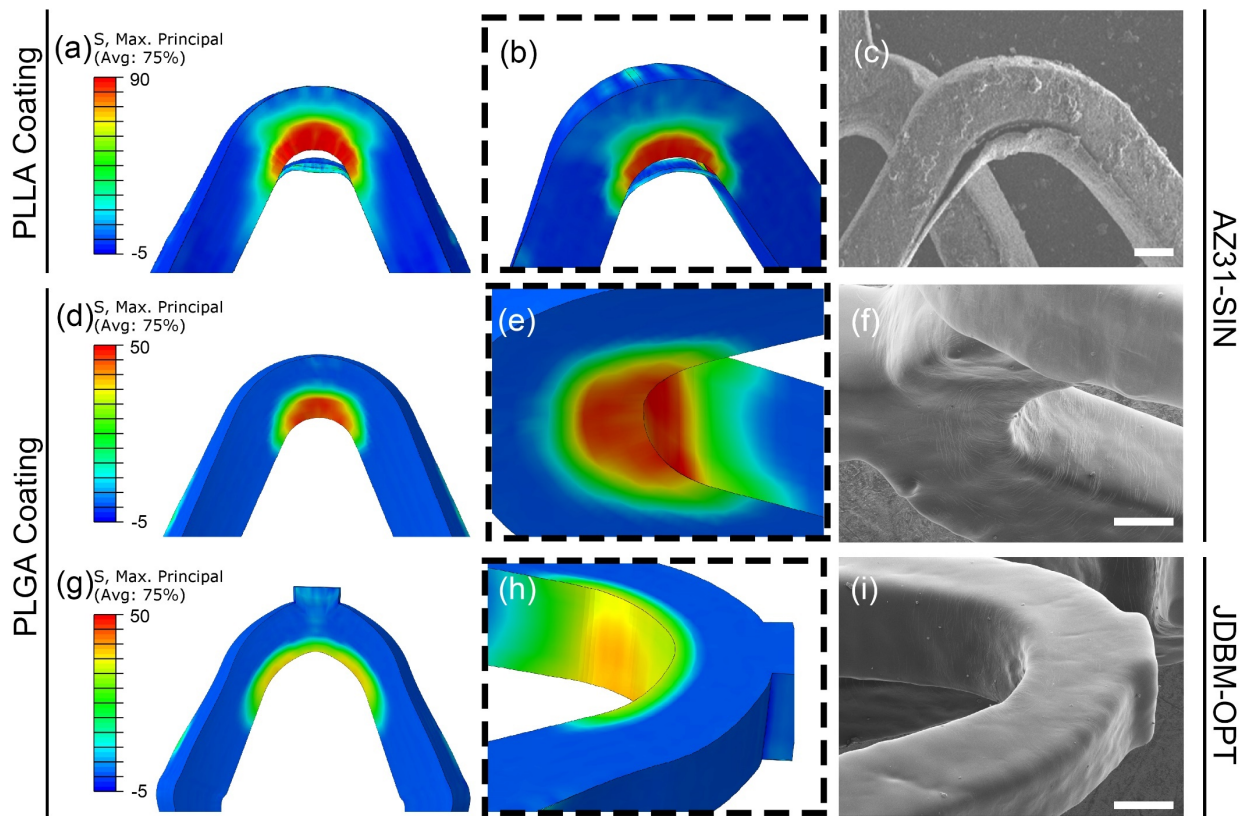 PLLA Coating
(a)
S, Max. Principal
(Avg: 75%)
90
-5
(b)
(c)
AZ31-SIN
PLGA Coating
(d)
S, Max. Principal
(Avg: 75%)
50
-5
(e)
(f)
(g)
S, Max. Principal
(Avg: 75%)
50
-5
(h)
(i)
JDBM-OPT